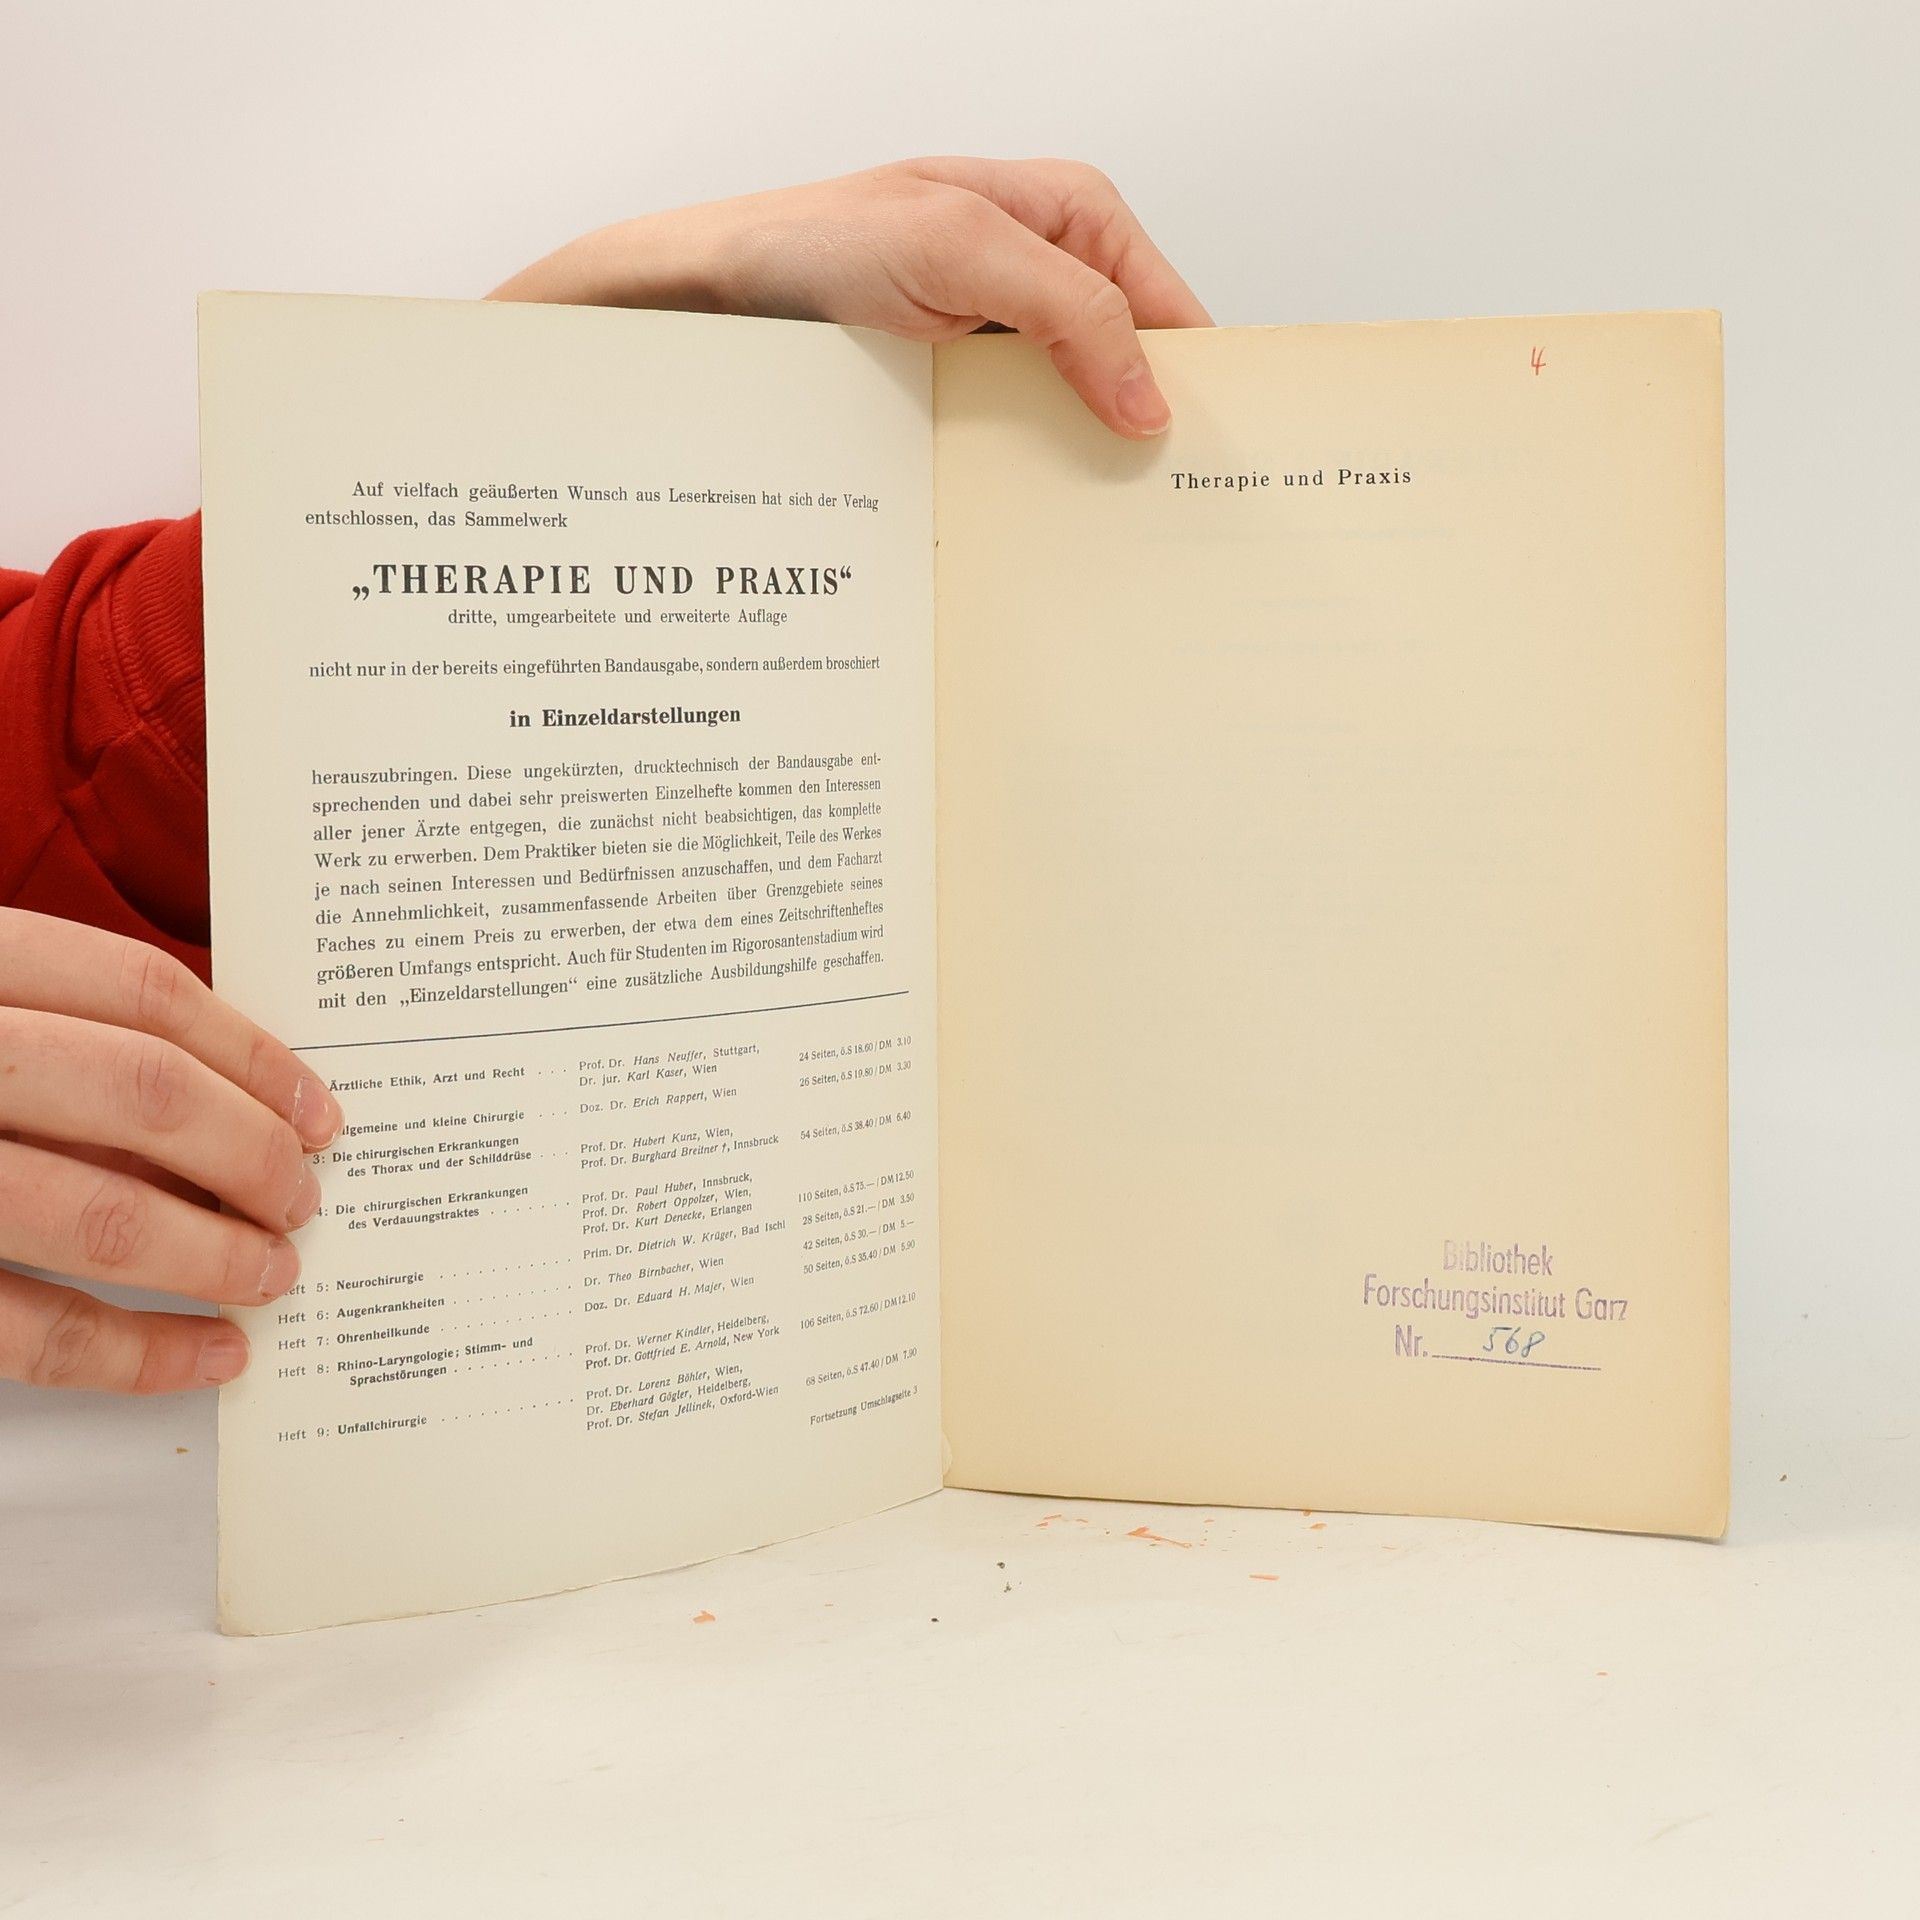 Auf vielfach geäußerten Wunsch aus Leserkreisen hat sich der Verlag
entschlossen, das Sammelwerk
„THERAPIE UND PRAXIS“
dritte, umgearbeitete und erweiterte Auflage
nicht nur in der bereits eingeführten Bandausgabe, sondern außerdem broschiert
in Einzeldarstellungen
herauszubringen. Diese ungekürzten, drucktechnisch der Bandausgabe ent-
sprechenden und dabei sehr preiswerten Einzelhefte kommen den Interessen
aller jener Ärzte entgegen, die zunächst nicht beabsichtigen, das komplette
Werk zu erwerben. Dem Praktiker bieten sie die Möglichkeit, Teile des Werkes
je nach seinen Interessen und Bedürfnissen anzuschaffen, und dem Facharzt
die Annehmlichkeit, zusammenfassende Arbeiten über Grenzgebiete seines
Faches zu einem Preis zu erwerben, der etwa dem eines Zeitschriftenheftes
größeren Umfangs entspricht. Auch für Studenten im Rigorosantenstadium wird
mit den „Einzeldarstellungen“ eine zusätzliche Ausbildungshilfe geschaffen.
Ärztliche Ethik, Arzt und Recht . . . Prof. Dr. Hans Neuffer, Stuttgart,
Dr. jur. Karl Kaser, Wien 24 Seiten, ö.S 18.60 / DM 3.10
lgemeine und kleine Chirurgie . . . Doz. Dr. Erich Rappert, Wien 26 Seiten, ö.S 19.80 / DM 3.30
3: Die chirurgischen Erkrankungen Prof. Dr. Hubert Kunz, Wien,
des Thorax und der Schilddrüse . . . Prof. Dr. Burghard Breitner †, Innsbruck 54 Seiten, ö.S 38.40 / DM 6.40
4: Die chirurgischen Erkrankungen Prof. Dr. Paul Huber, Innsbruck,
des Verdauungstraktes . . . . . . . Prof. Dr. Robert Oppolzer, Wien,
Prof. Dr. Kurt Denecke, Erlangen 110 Seiten, ö.S 75.— / DM 12.50
eft 5: Neurochirurgie . . . . . . . . . . . Prim. Dr. Dietrich W. Krüger, Bad Ischl 28 Seiten, ö.S 21.— / DM 3.50
Heft 6: Augenkrankheiten . . . . . . . . . . Dr. Theo Birnbacher, Wien 42 Seiten, ö.S 30.— / DM 5.—
Heft 7: Ohrenheilkunde . . . . . . . . . . . Doz. Dr. Eduard H. Majer, Wien 50 Seiten, ö.S 35.40 / DM 5.90
Heft 8: Rhino-Laryngologie; Stimm- und Prof. Dr. Werner Kindler, Heidelberg,
Sprachstörungen . . . . . . . . . . Prof. Dr. Gottfried E. Arnold, New York 106 Seiten, ö.S 72.60 / DM 12.10
Heft 9: Unfallchirurgie . . . . . . . . . . . Prof. Dr. Lorenz Böhler, Wien,
Dr. Eberhard Gögler, Heidelberg,
Prof. Dr. Stefan Jellinek, Oxford-Wien 68 Seiten, ö.S 47.40 / DM 7.90
Fortsetzung Umschlagseite 3
4
Therapie und Praxis
Bibliothek
Forschungsinstitut Garz
Nr. 568